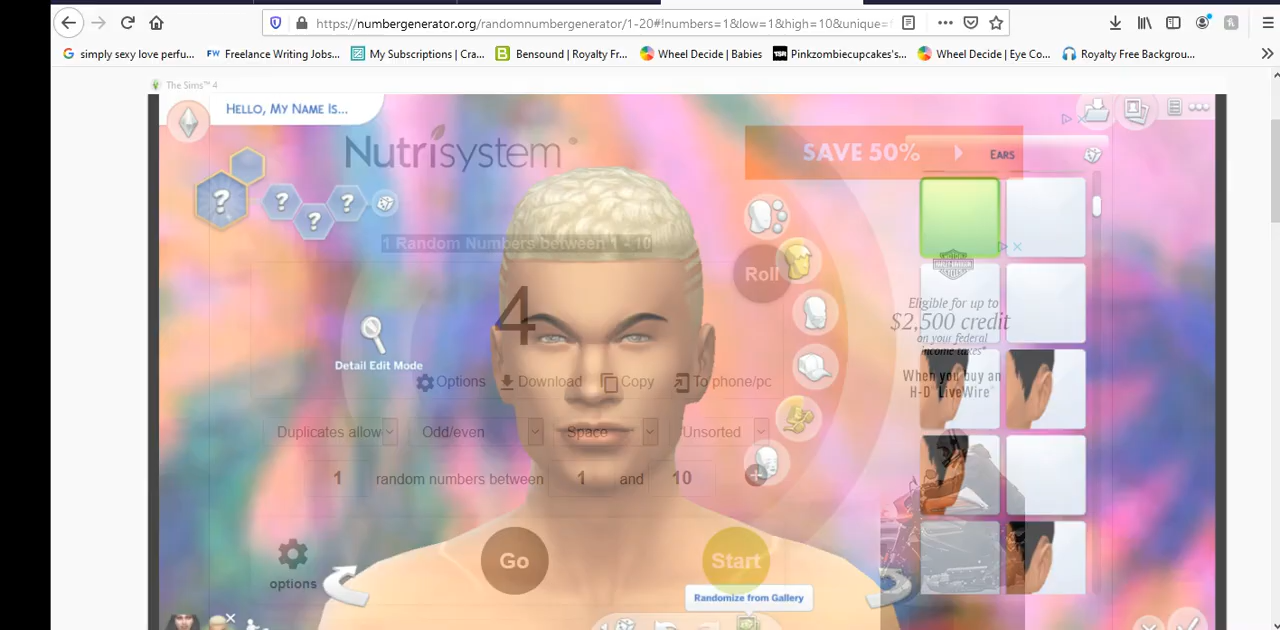 https://numbergenerator.org/randomnumbergenerator/1-20#!numbers=1&low=1&high=10&unique=
simply sexy love perfu...
Freelance Writing Jobs...
My Subscriptions | Cra...
Bensound | Royalty Fr...
Wheel Decide | Babies
Pinkzombiecupcakes's...
Wheel Decide | Eye Co...
Royalty Free Backgrou...
The Sims™ 4
Hello, My Name Is...
Nutrisystem
SAVE 50%
Ears
1 Random Numbers between 1 - 10
Roll
4
Detail Edit Mode
Eligible for up to
$2,500 credit
on your federal
income taxes*
When you buy an
H-D LiveWire
Options
Download
Copy
To phone/pc
Duplicates allow
Odd/even
Space
Unsorted
1 random numbers between 1 and 10
options
Go
Start
Randomize from Gallery